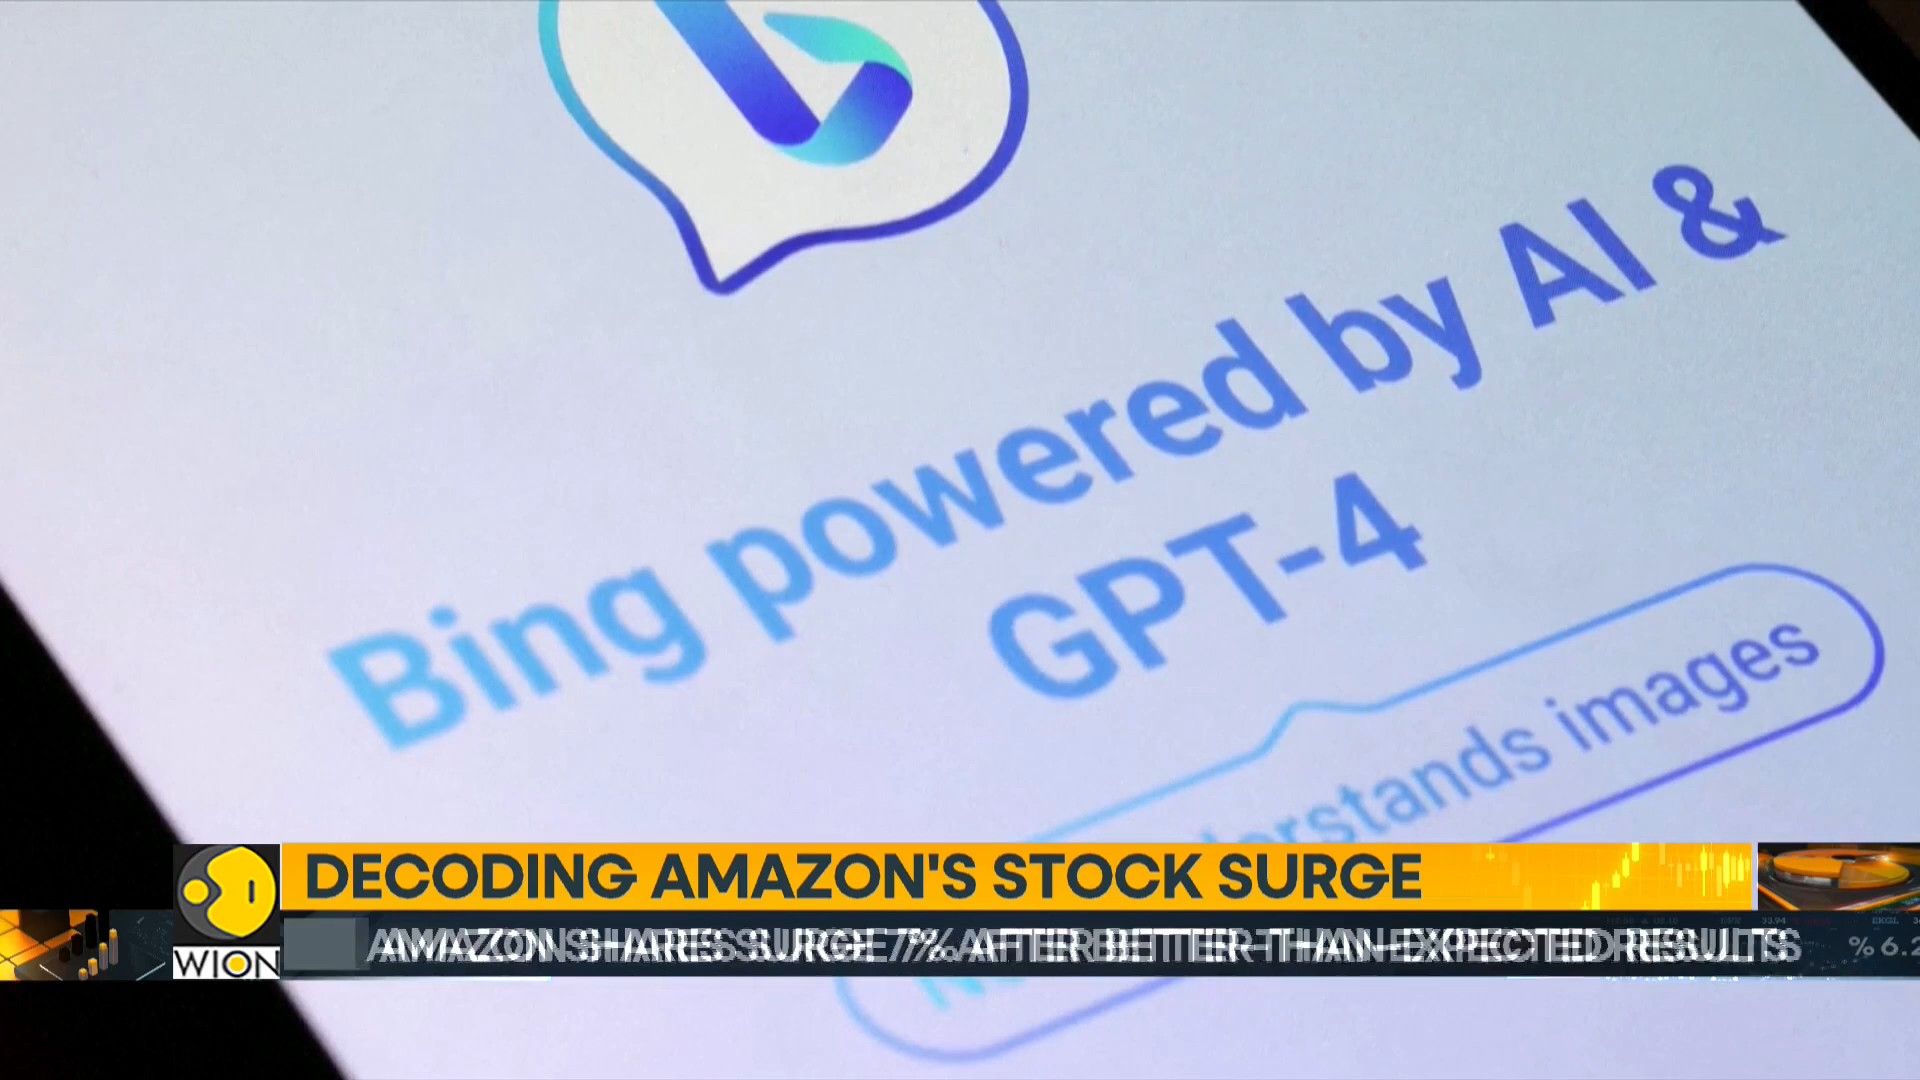 Bing powered by AI &
GPT-4
images
DECODING AMAZON'S STOCK SURGE
WION
AMAZON SHARES SURGE 7% AFTER BETTER-THAN-EXPECTED RESULTS